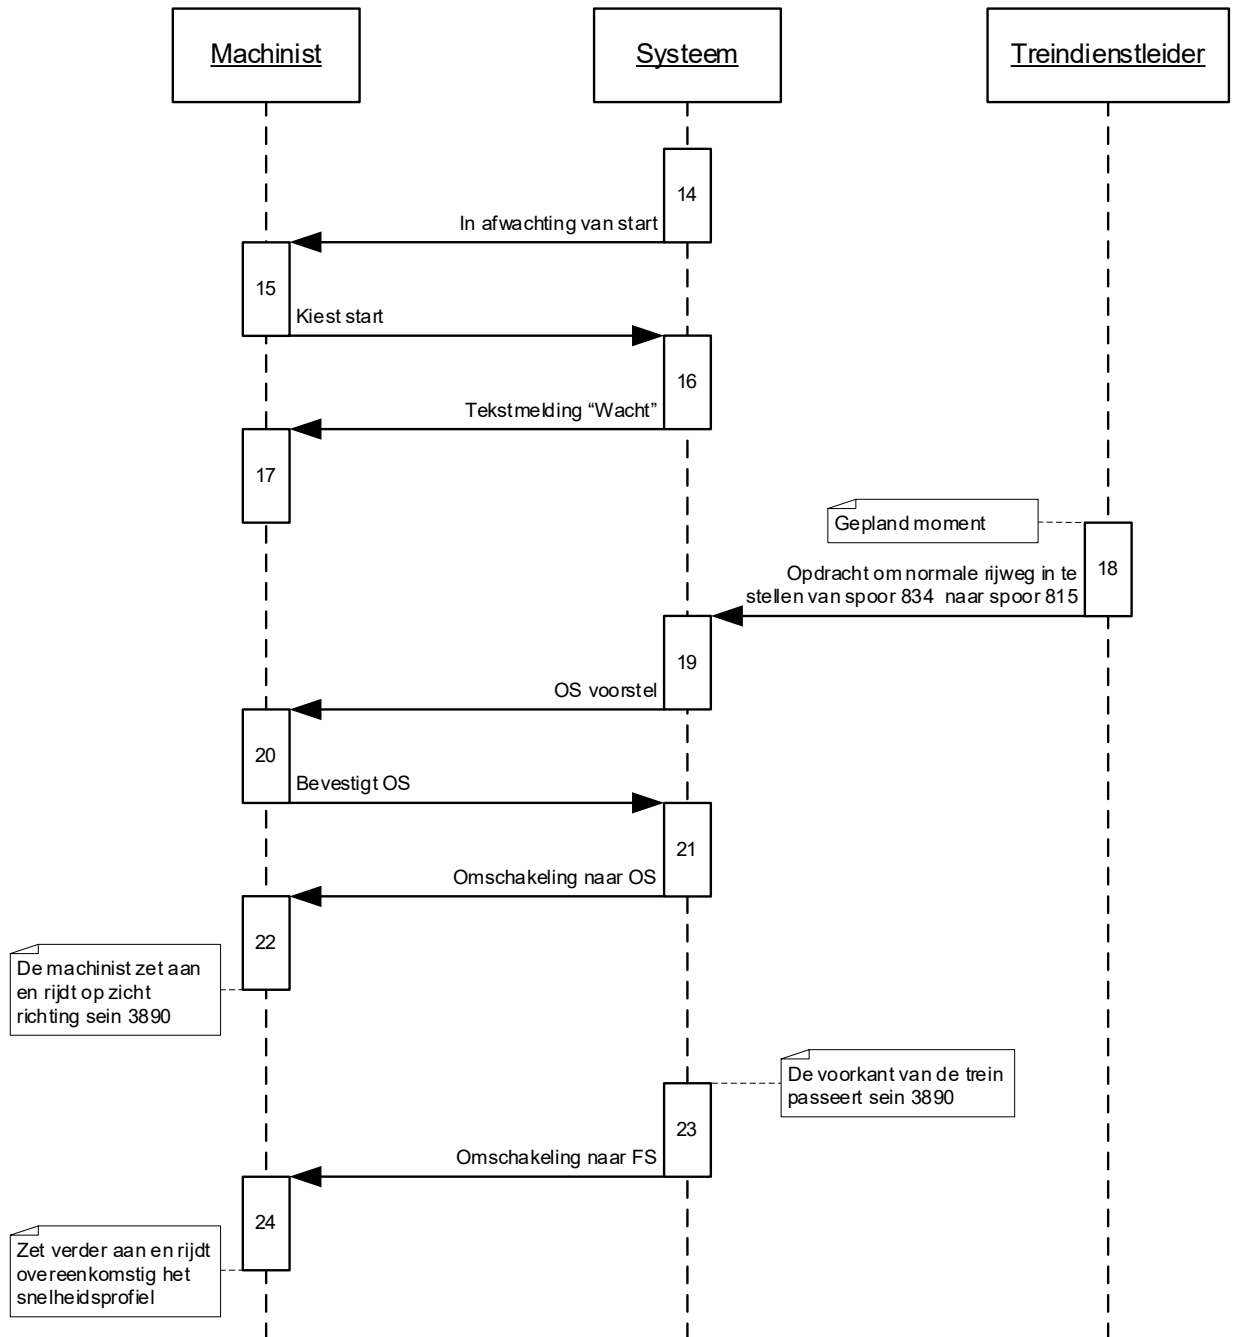 Machinist
Systeem
Treindienstleider
14
In afwachting van start
15
Kiest start
16
Tekstmelding “Wacht”
17
Gepland moment
18
Opdracht om normale rijweg in te
stellen van spoor 834 naar spoor 815
19
OS voorstel
20
Bevestigt OS
21
Omschakeling naar OS
22
De machinist zet aan
en rijdt op zicht
richting sein 3890
De voorkant van de trein
passeert sein 3890
23
Omschakeling naar FS
24
Zet verder aan en rijdt
overeenkomstig het
snelheidsprofiel